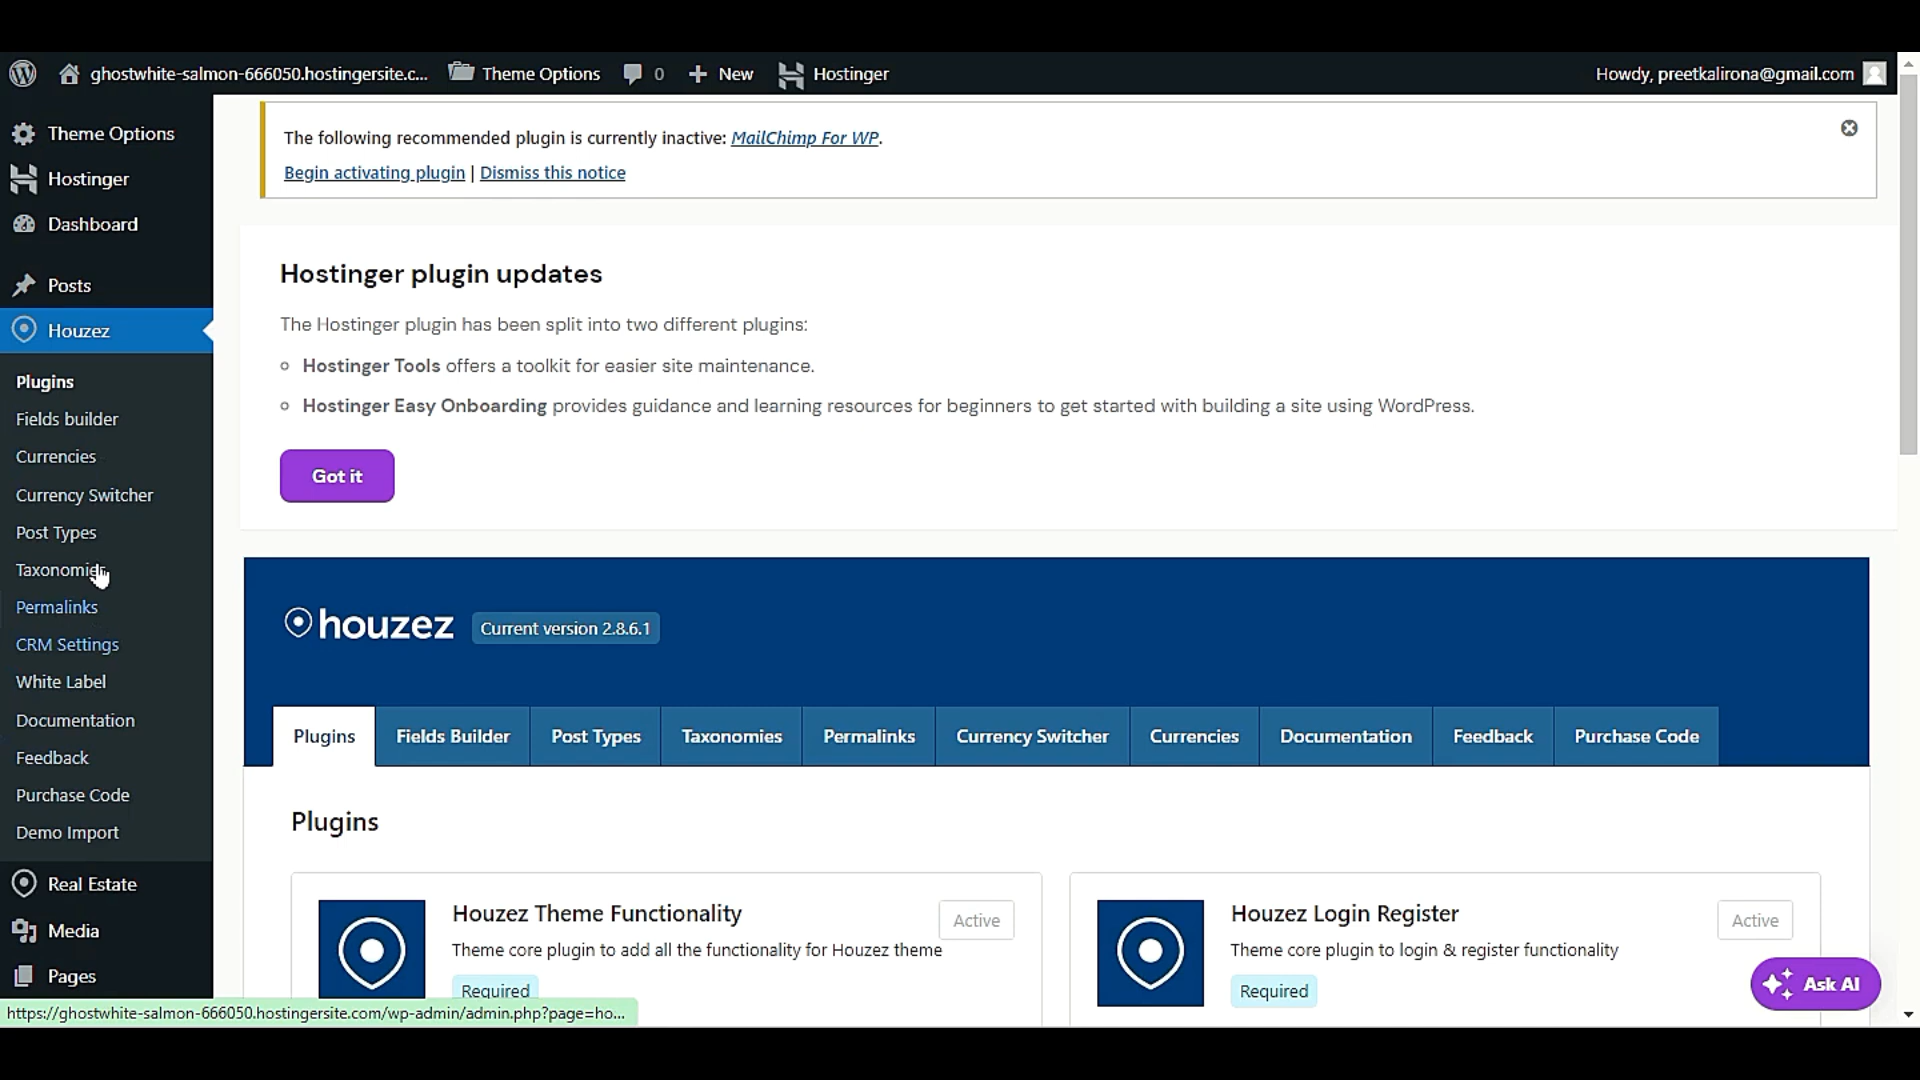 ghostwhite-salmon-666050.hostingersite.c... Theme Options 0 New Hostinger Howdy, preetkalirona@gmail.com
Theme Options
Hostinger
Dashboard
Posts
Houzez
Plugins
Fields builder
Currencies
Currency Switcher
Post Types
Taxonomies
Permalinks
CRM Settings
White Label
Documentation
Feedback
Purchase Code
Demo Import
Real Estate
Media
Pages
The following recommended plugin is currently inactive: MailChimp For WP.
Begin activating plugin | Dismiss this notice
Hostinger plugin updates
The Hostinger plugin has been split into two different plugins:
Hostinger Tools offers a toolkit for easier site maintenance.
Hostinger Easy Onboarding provides guidance and learning resources for beginners to get started with building a site using WordPress.
Got it
houzez Current version 2.8.6.1
Plugins Fields Builder Post Types Taxonomies Permalinks Currency Switcher Currencies Documentation Feedback Purchase Code
Plugins
Houzez Theme Functionality Active
Theme core plugin to add all the functionality for Houzez theme
Required
Houzez Login Register Active
Theme core plugin to login & register functionality
Required
Ask AI
https://ghostwhite-salmon-666050.hostingersite.com/wp-admin/admin.php?page=ho...